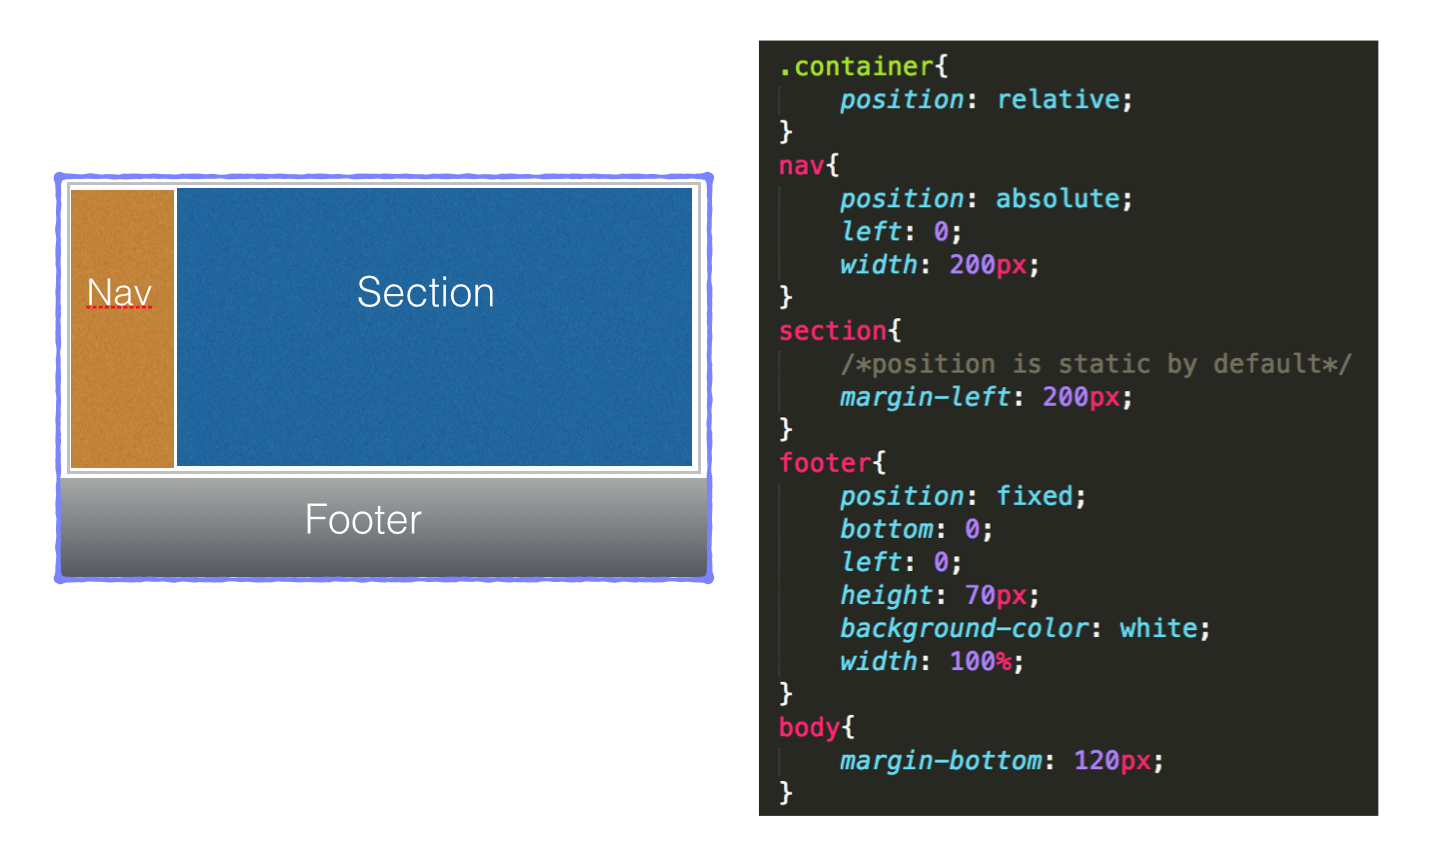 Nav
Section
Footer
.container{
    position: relative;
}
nav{
    position: absolute;
    left: 0;
    width: 200px;
}
section{
    /*position is static by default*/
    margin-left: 200px;
}
footer{
    position: fixed;
    bottom: 0;
    left: 0;
    height: 70px;
    background-color: white;
    width: 100%;
}
body{
    margin-bottom: 120px;
}